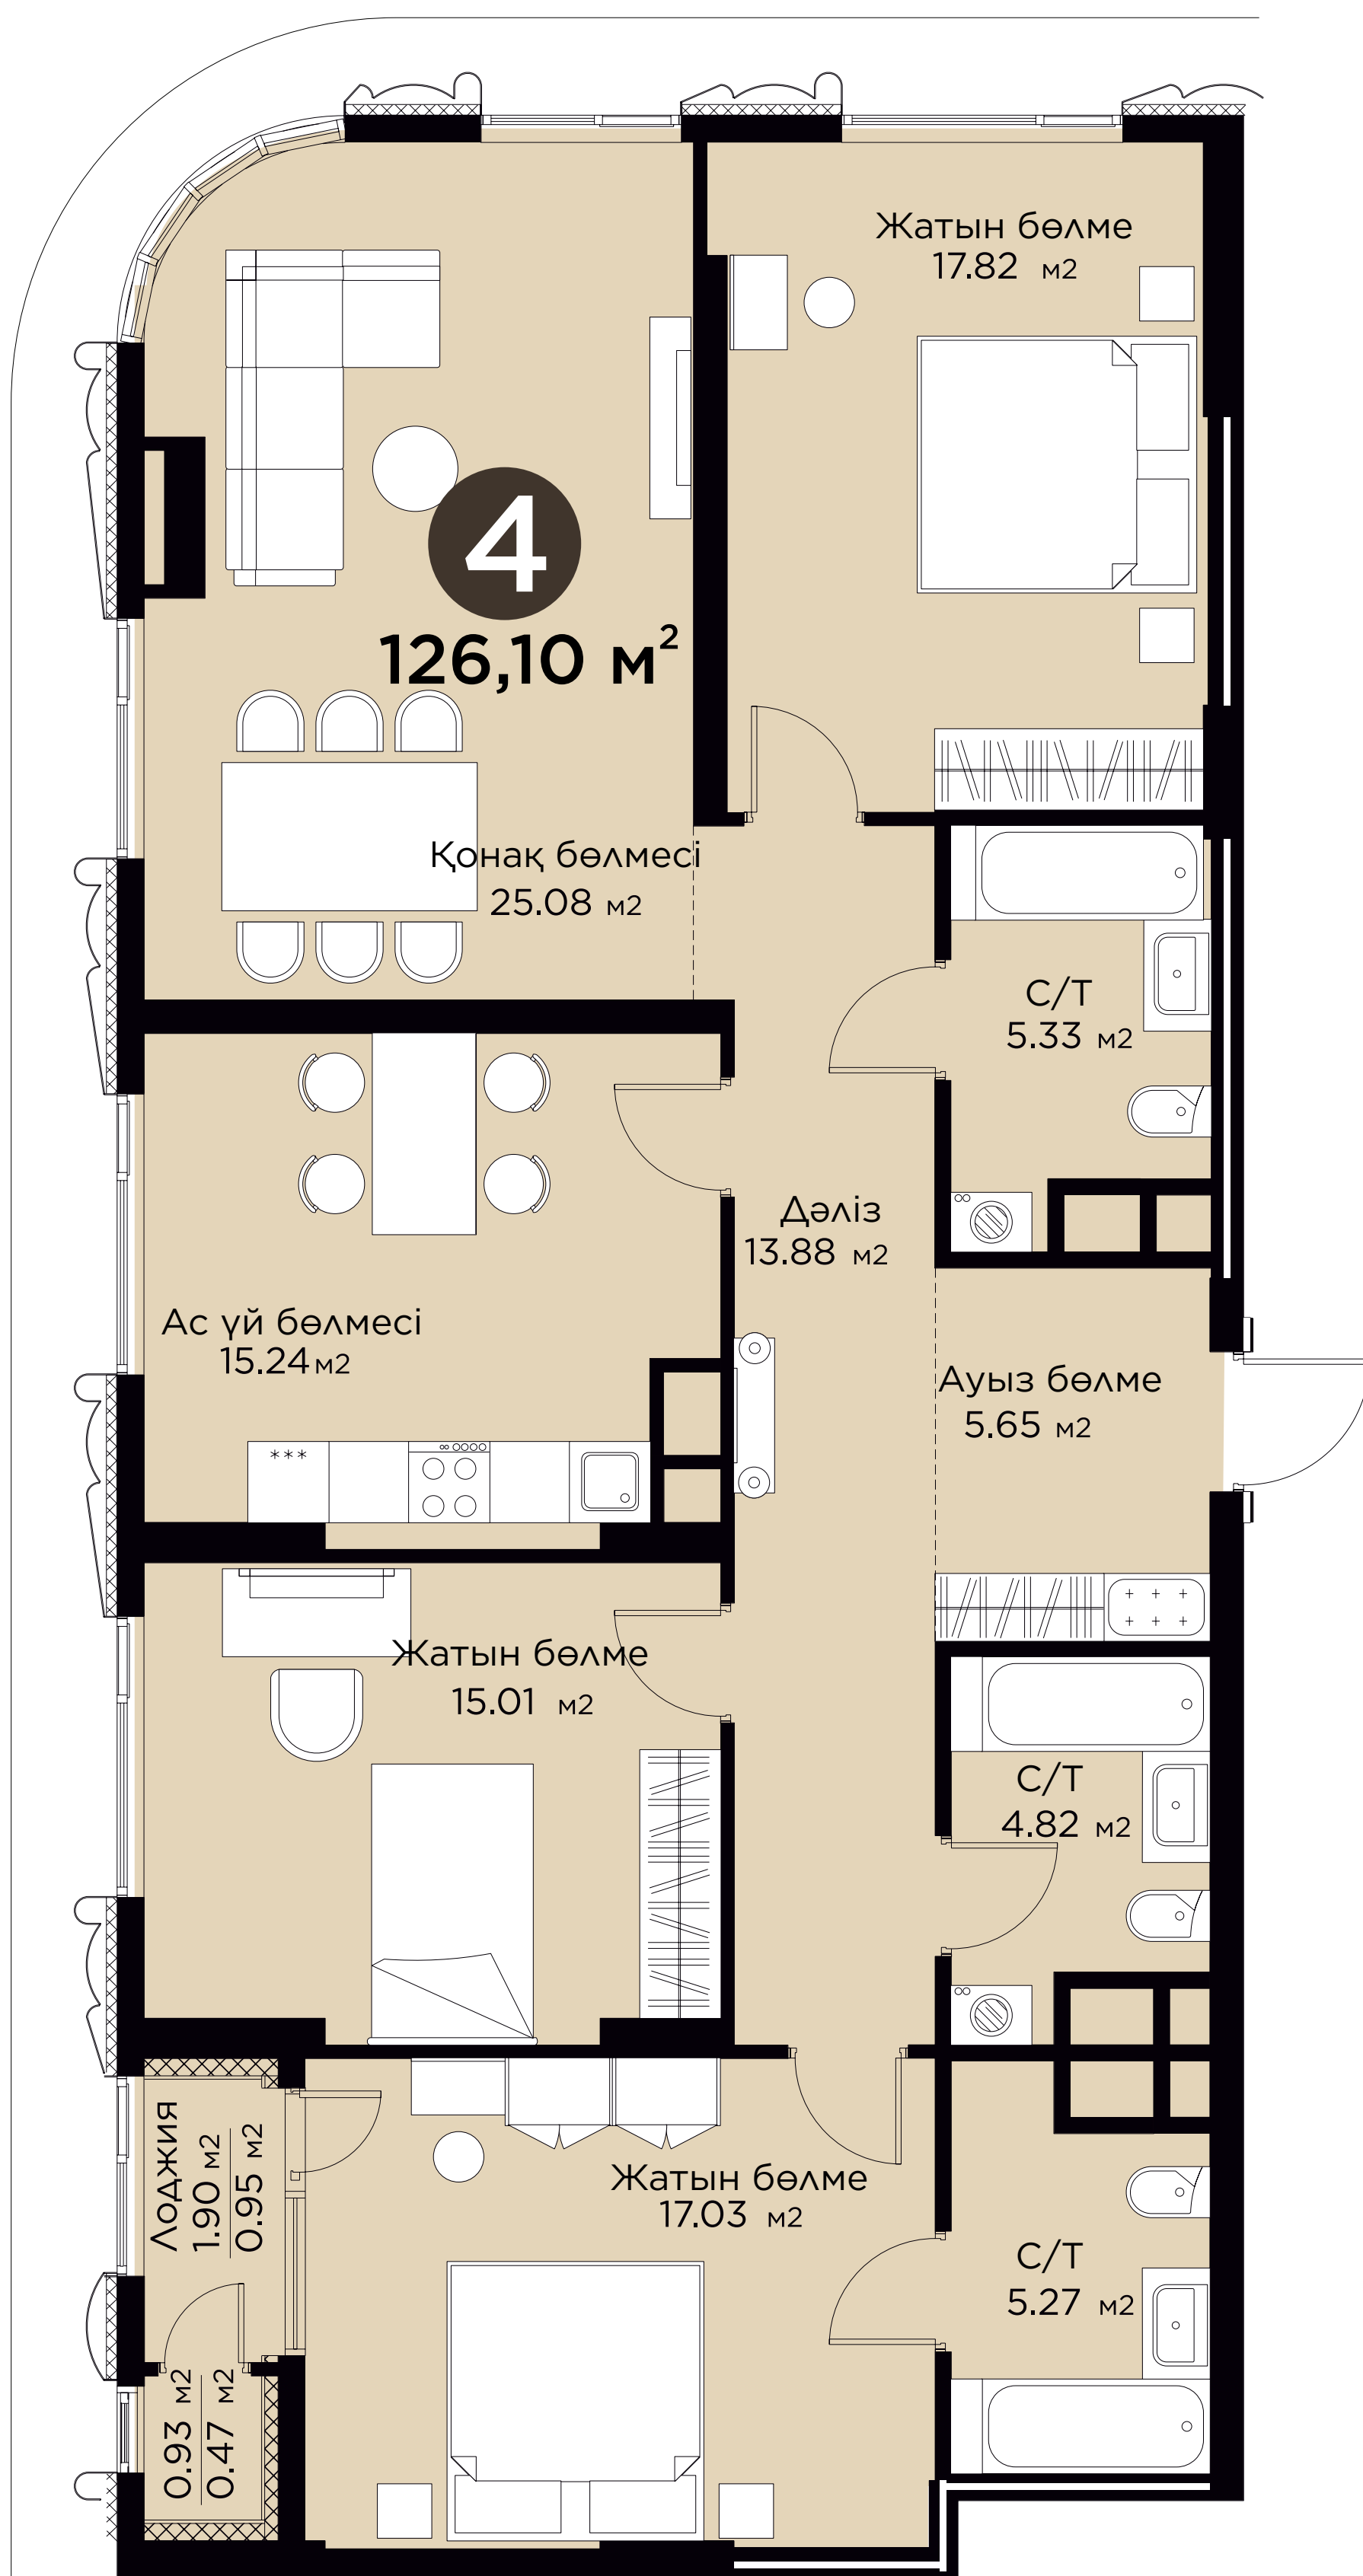 Жатын бөлме
17.82 м2
4
126,10 м²
Қонақ бөлмесі
25.08 м2
С/Т
5.33 м2
Дәліз
13.88 м2
Ас үй бөлмесі
15.24 м2
Ауыз бөлме
5.65 м2
***
Жатын бөлме
15.01 м2
С/Т
4.82 м2
Лоджия
1.90 м2
0.95 м2
Жатын бөлме
17.03 м2
С/Т
5.27 м2
0.93 м2
0.47 м2